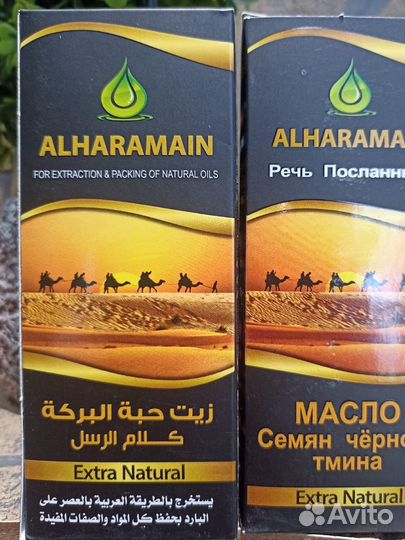 ALHARAMAIN
FOR EXTRACTION & PACKING OF NATURAL OILS
زيت حبة البركة
كلام الرسل
Extra Natural
يستخرج بالطريقة العربية بالعصر على
البارد بحفظ كل المواد والصفات المفيدة
ALHARAMA
Речь Посланни
МАСЛО
Семян чёрно
тмина
Extra Natural
Avito